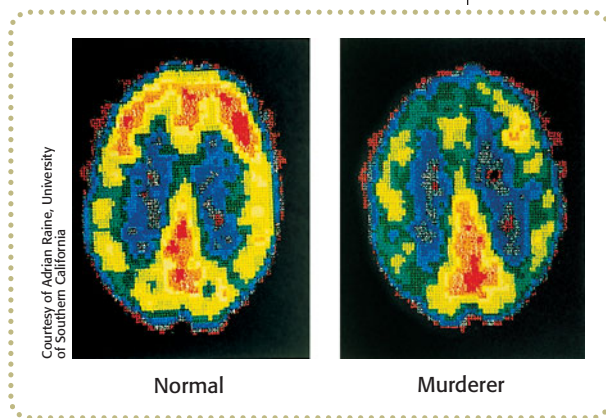 Courtesy of Adrian Raine, University
of Southern California
Normal
Murderer